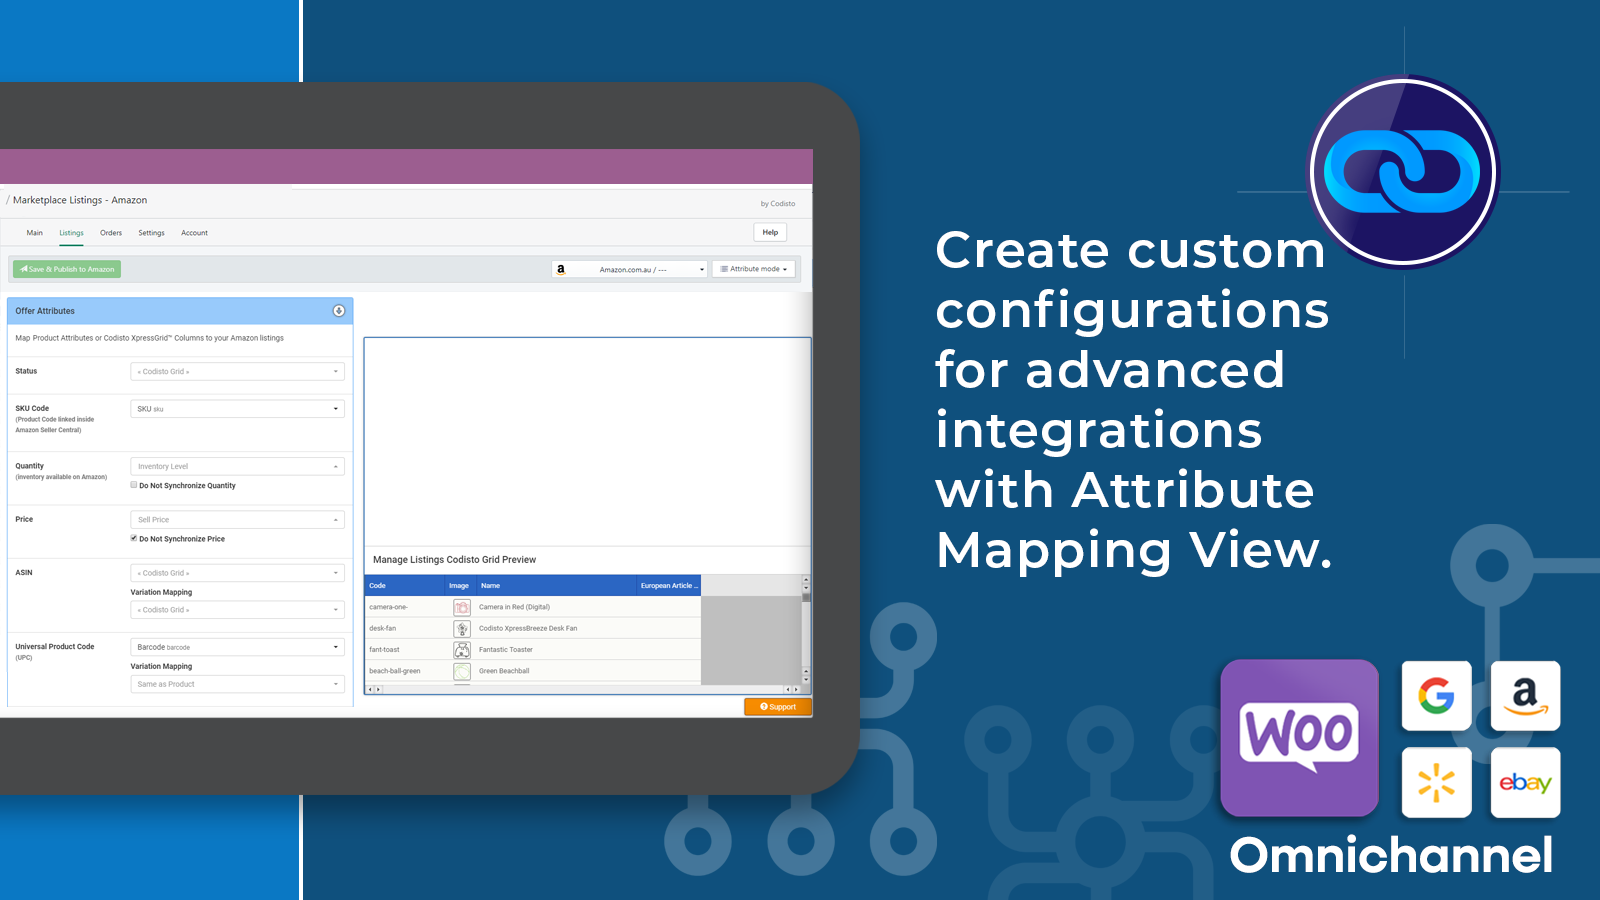 / Marketplace Listings - Amazon
by Codisto
Main Listings Orders Settings Account
Help
Save & Publish to Amazon
a Amazon.com.au / ---
Attribute mode
Offer Attributes
Map Product Attributes or Codisto XpressGrid™ Columns to your Amazon listings
Status
« Codisto Grid »
SKU Code
(Product Code linked inside
Amazon Seller Central)
SKU sku
Quantity
(Inventory available on Amazon)
Inventory Level
Do Not Synchronize Quantity
Price
Sell Price
Do Not Synchronize Price
ASIN
« Codisto Grid »
Variation Mapping
« Codisto Grid »
Universal Product Code
(UPC)
Barcode barcode
Variation Mapping
Same as Product
Manage Listings Codisto Grid Preview
Code Image Name European Article ...
camera-one- Camera in Red (Digital)
desk-fan Codisto XpressBreeze Desk Fan
fant-toast Fantastic Toaster
beach-ball-green Green Beachball
Support
Create custom
configurations
for advanced
integrations
with Attribute
Mapping View.
WOO
G
a
ebay
Omnichannel